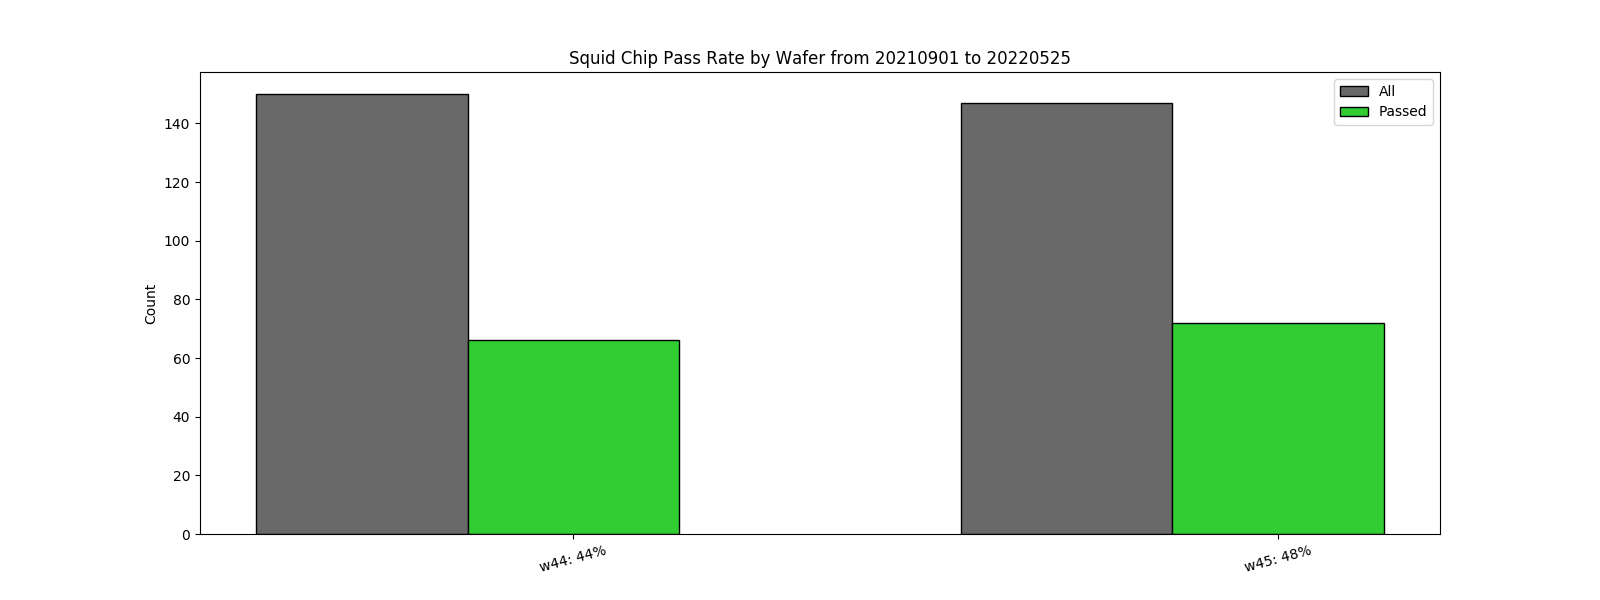 Squid Chip Pass Rate by Wafer from 20210901 to 20220525
All
Passed
Count
140
120
100
80
60
40
20
0
w44: 44%
w45: 48%